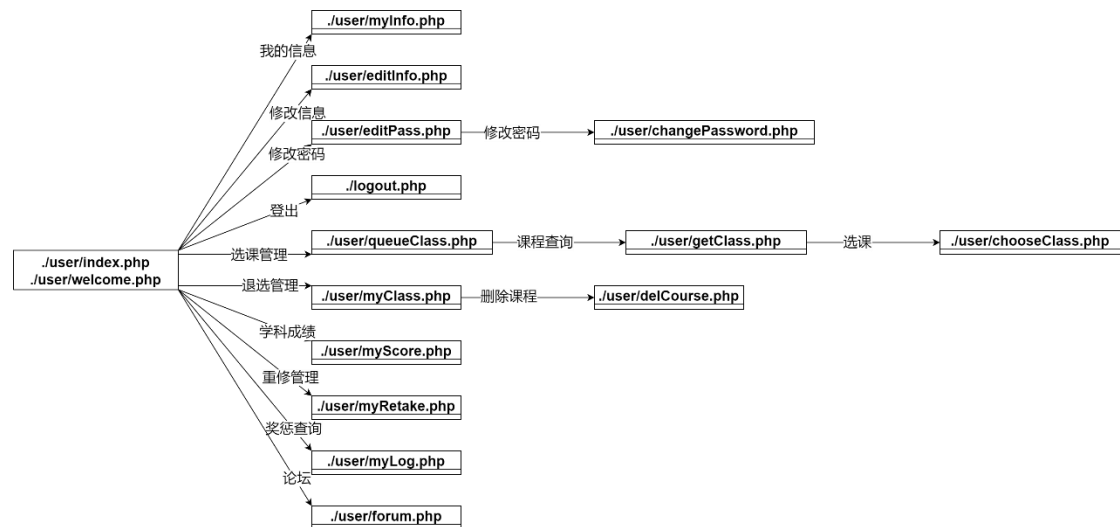 ./user/myInfo.php
我的信息
./user/editInfo.php
修改信息
./user/editPass.php
修改密码
./user/changePassword.php
修改密码
./logout.php
登出
./user/index.php
./user/welcome.php
选课管理
./user/queueClass.php
课程查询
./user/getClass.php
选课
./user/chooseClass.php
退选管理
./user/myClass.php
删除课程
./user/delCourse.php
学科成绩
./user/myScore.php
重修管理
./user/myRetake.php
奖惩查询
./user/myLog.php
论坛
./user/forum.php